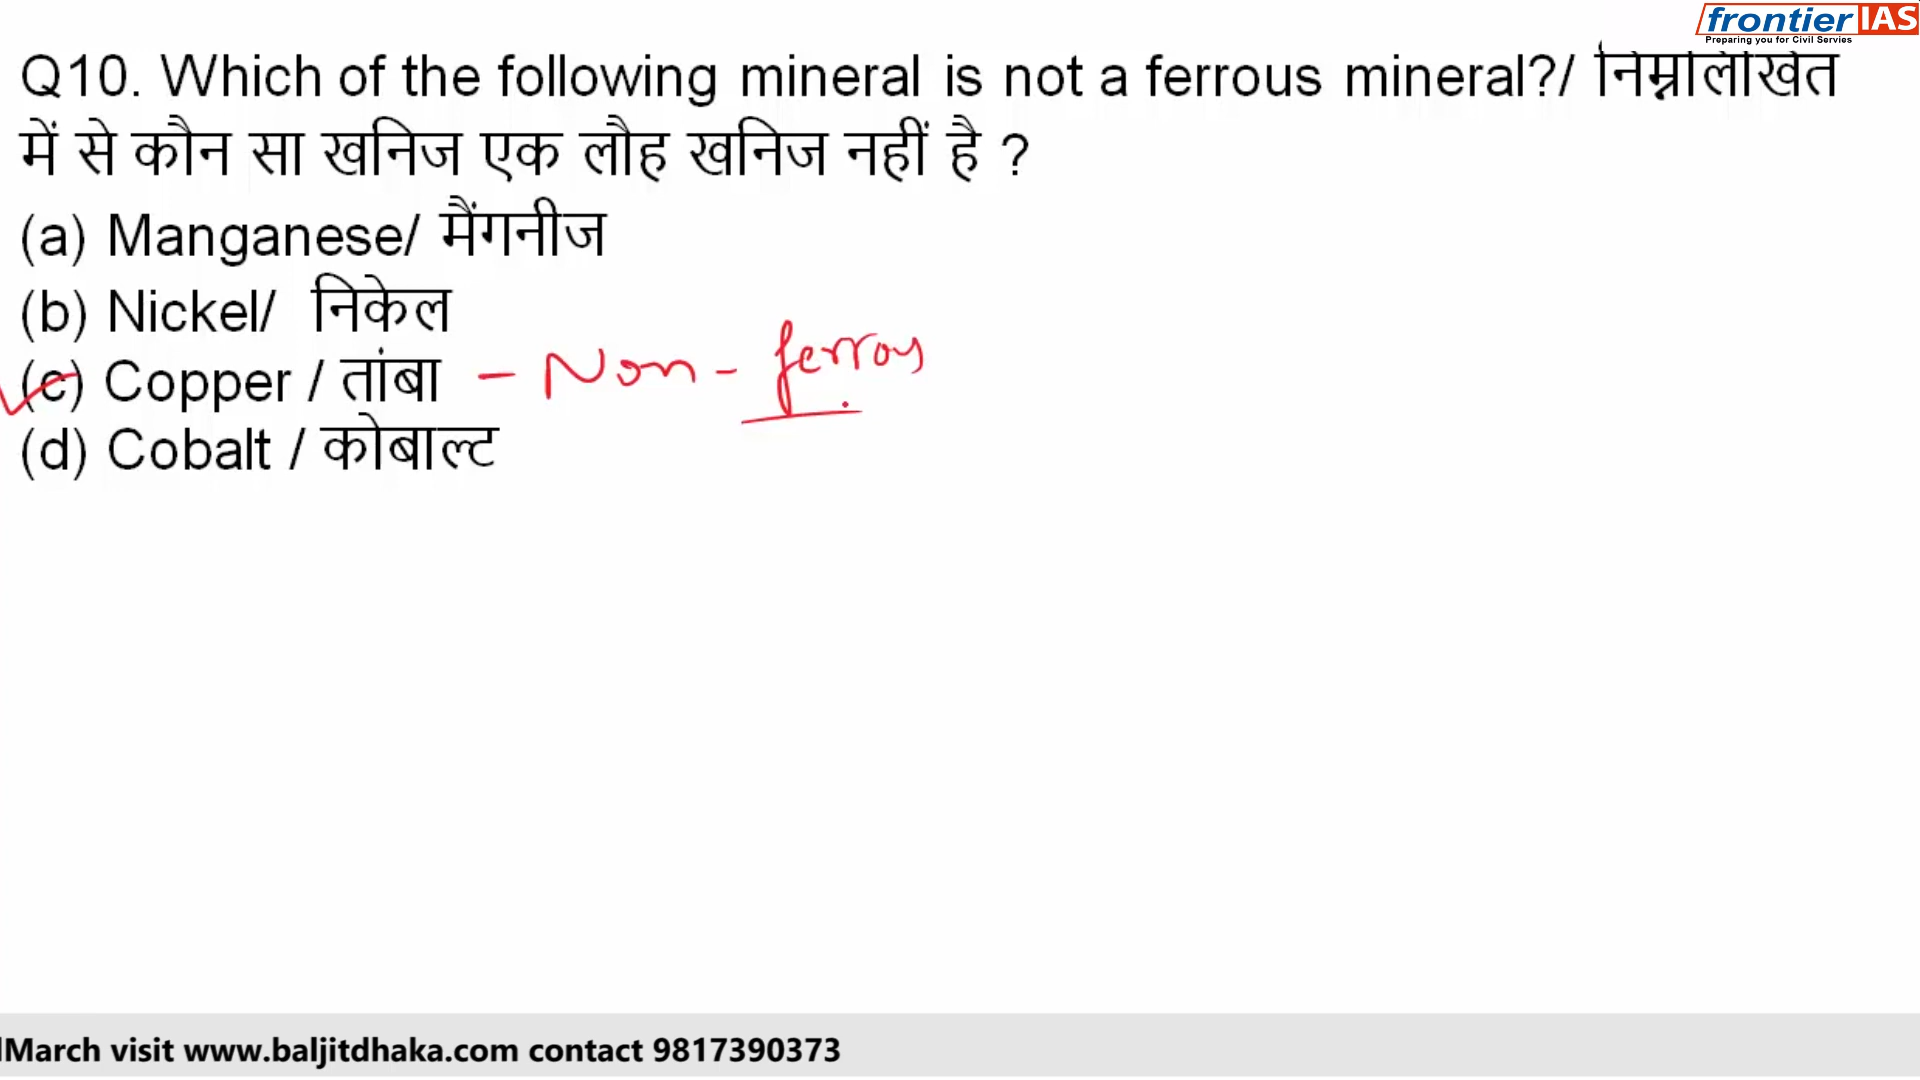 frontier IAS
Preparing you for Civil Servies
Q10. Which of the following mineral is not a ferrous mineral?/ निम्नलिखित
में से कौन सा खनिज एक लौह खनिज नहीं है ?
(a) Manganese/ मैंगनीज
(b) Nickel/ निकेल
(c) Copper / तांबा - Non - ferrous
(d) Cobalt / कोबाल्ट
March visit www.baljitdhaka.com contact 9817390373